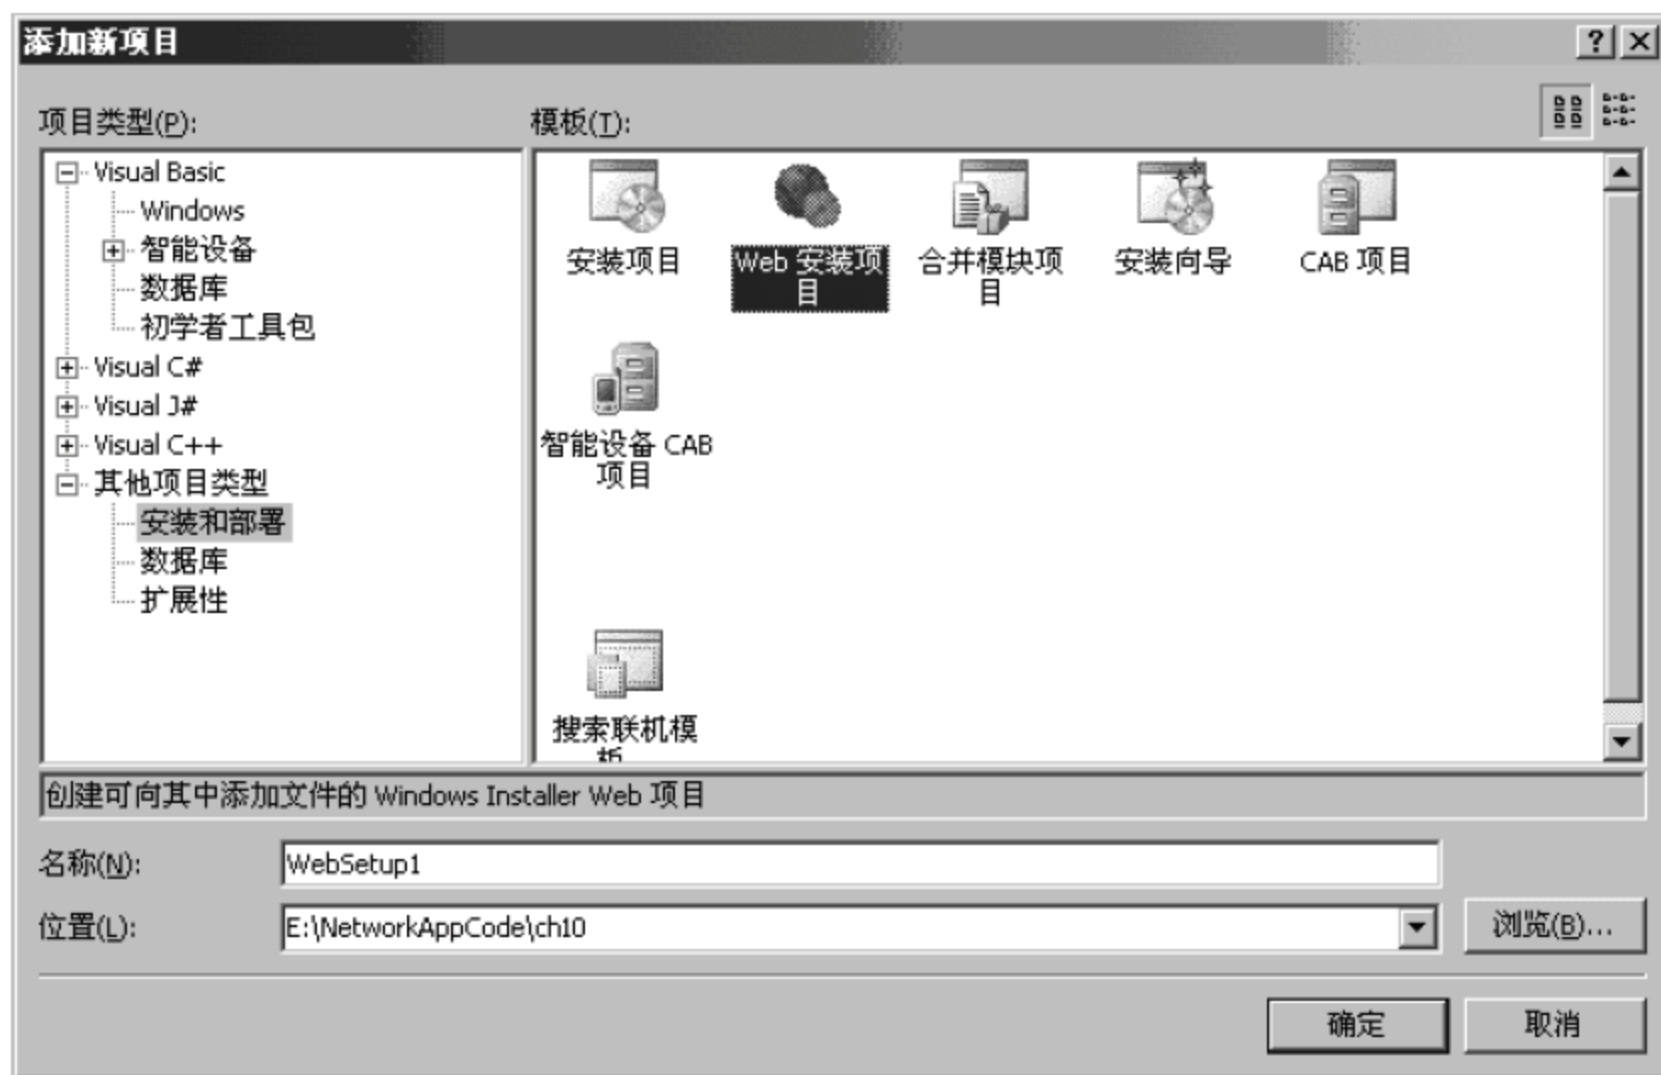 添加新项目
项目类型(P):
模板(T):
Visual Basic
Windows
智能设备
数据库
初学者工具包
Visual C#
Visual J#
Visual C++
其他项目类型
安装和部署
数据库
扩展性
安装项目
Web 安装项
目
合并模块项
目
安装向导
CAB 项目
智能设备 CAB
项目
搜索联机模
板
创建可向其中添加文件的 Windows Installer Web 项目
名称(N):
WebSetup1
位置(L):
E:\NetworkAppCode\ch10
浏览(B)...
确定
取消